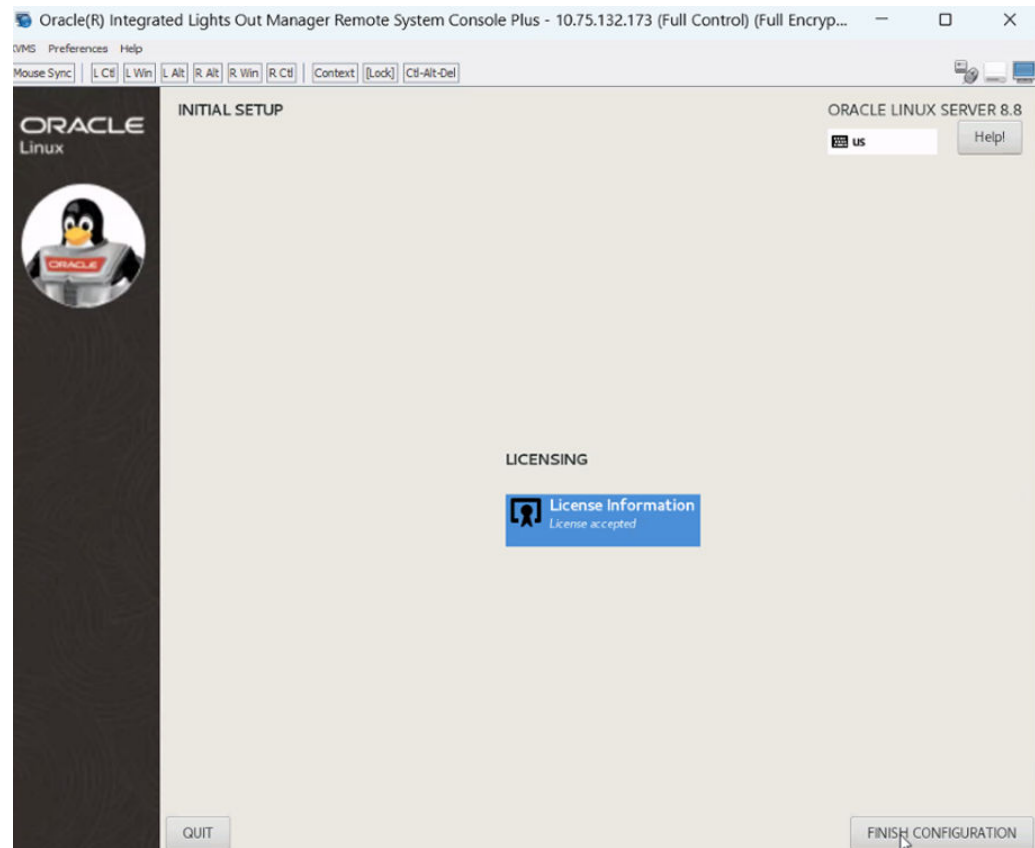 Oracle(R) Integrated Lights Out Manager Remote System Console Plus - 10.75.132.173 (Full Control) (Full Encryp...
KVMS Preferences Help
Mouse Sync L Ctl L Win L Alt R Alt R Win R Ctl Context [Lock] Ctl-Alt-Del
ORACLE
Linux
ORACLE
INITIAL SETUP
ORACLE LINUX SERVER 8.8
us
Help!
LICENSING
License Information
License accepted
QUIT
FINISH CONFIGURATION